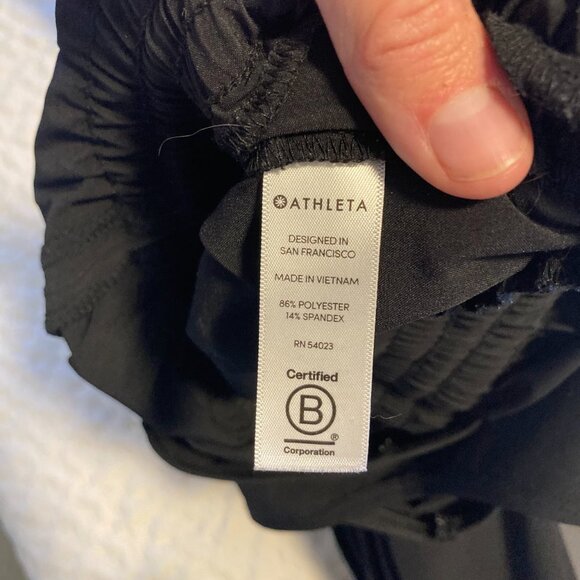 ATHLETA
DESIGNED IN
SAN FRANCISCO
MADE IN VIETNAM
86% POLYESTER
14% SPANDEX
RN 54023
Certified
B
®
Corporation